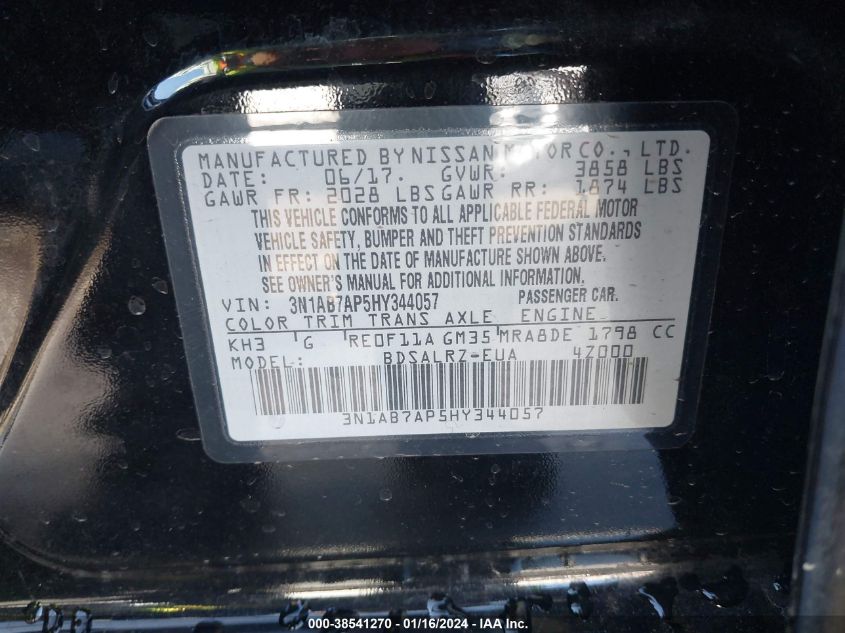 MANUFACTURED BY NISSAN MOTOR CO., LTD.
DATE: 06/17. GVWR: 3858 LBS
GAWR FR: 2028 LBS GAWR RR: 1874 LBS
THIS VEHICLE CONFORMS TO ALL APPLICABLE FEDERAL MOTOR
VEHICLE SAFETY, BUMPER AND THEFT PREVENTION STANDARDS
IN EFFECT ON THE DATE OF MANUFACTURE SHOWN ABOVE.
SEE OWNER'S MANUAL FOR ADDITIONAL INFORMATION.
VIN: 3N1AB7AP5HY344057 PASSENGER CAR.
COLOR TRIM TRANS AXLE ENGINE
KH3 G RE0F11A GM35 MRA8DE 1798 CC
MODEL: BDSALRZ-EUA 4Z000
3N1AB7AP5HY344057
000-38541270 - 01/16/2024 - IAA Inc.